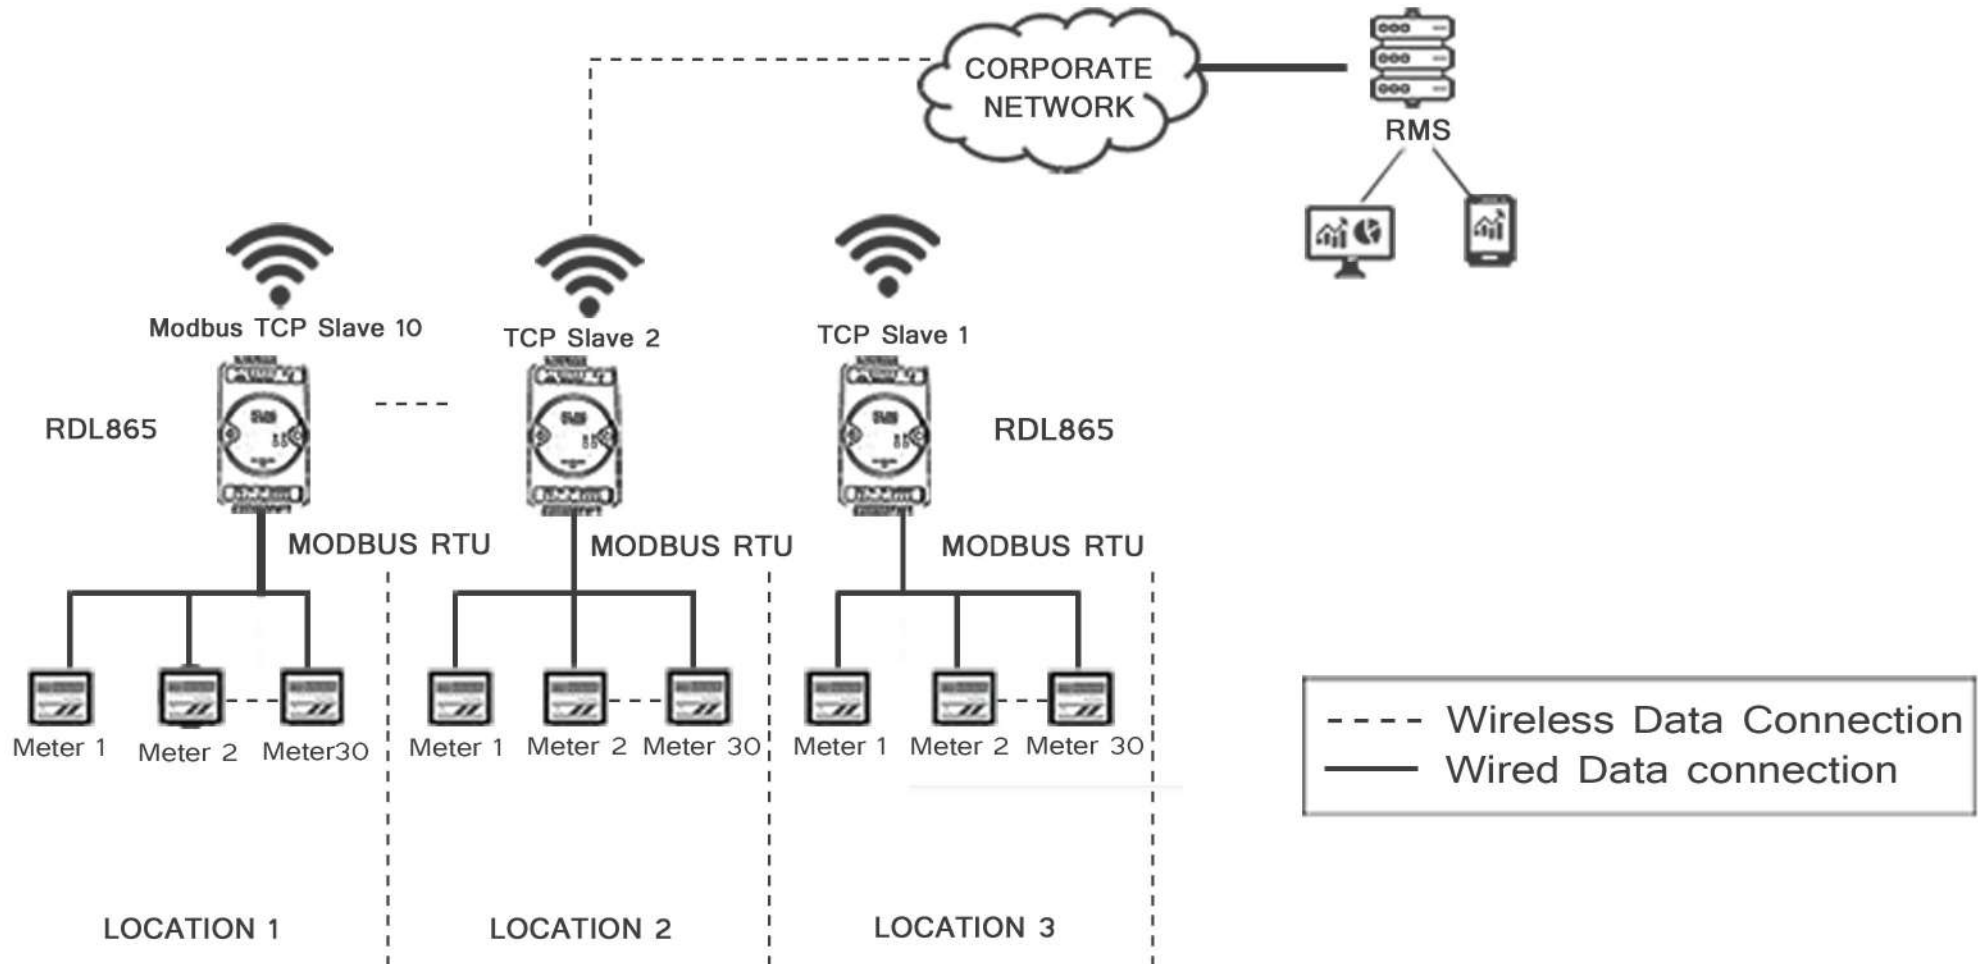 CORPORATE
NETWORK
RMS
Modbus TCP Slave 10
TCP Slave 2
TCP Slave 1
RDL865
RDL865
MODBUS RTU
MODBUS RTU
MODBUS RTU
Meter 1
Meter 2
Meter30
Meter 1
Meter 2
Meter 30
Meter 1
Meter 2
Meter 30
Wireless Data Connection
Wired Data connection
LOCATION 1
LOCATION 2
LOCATION 3